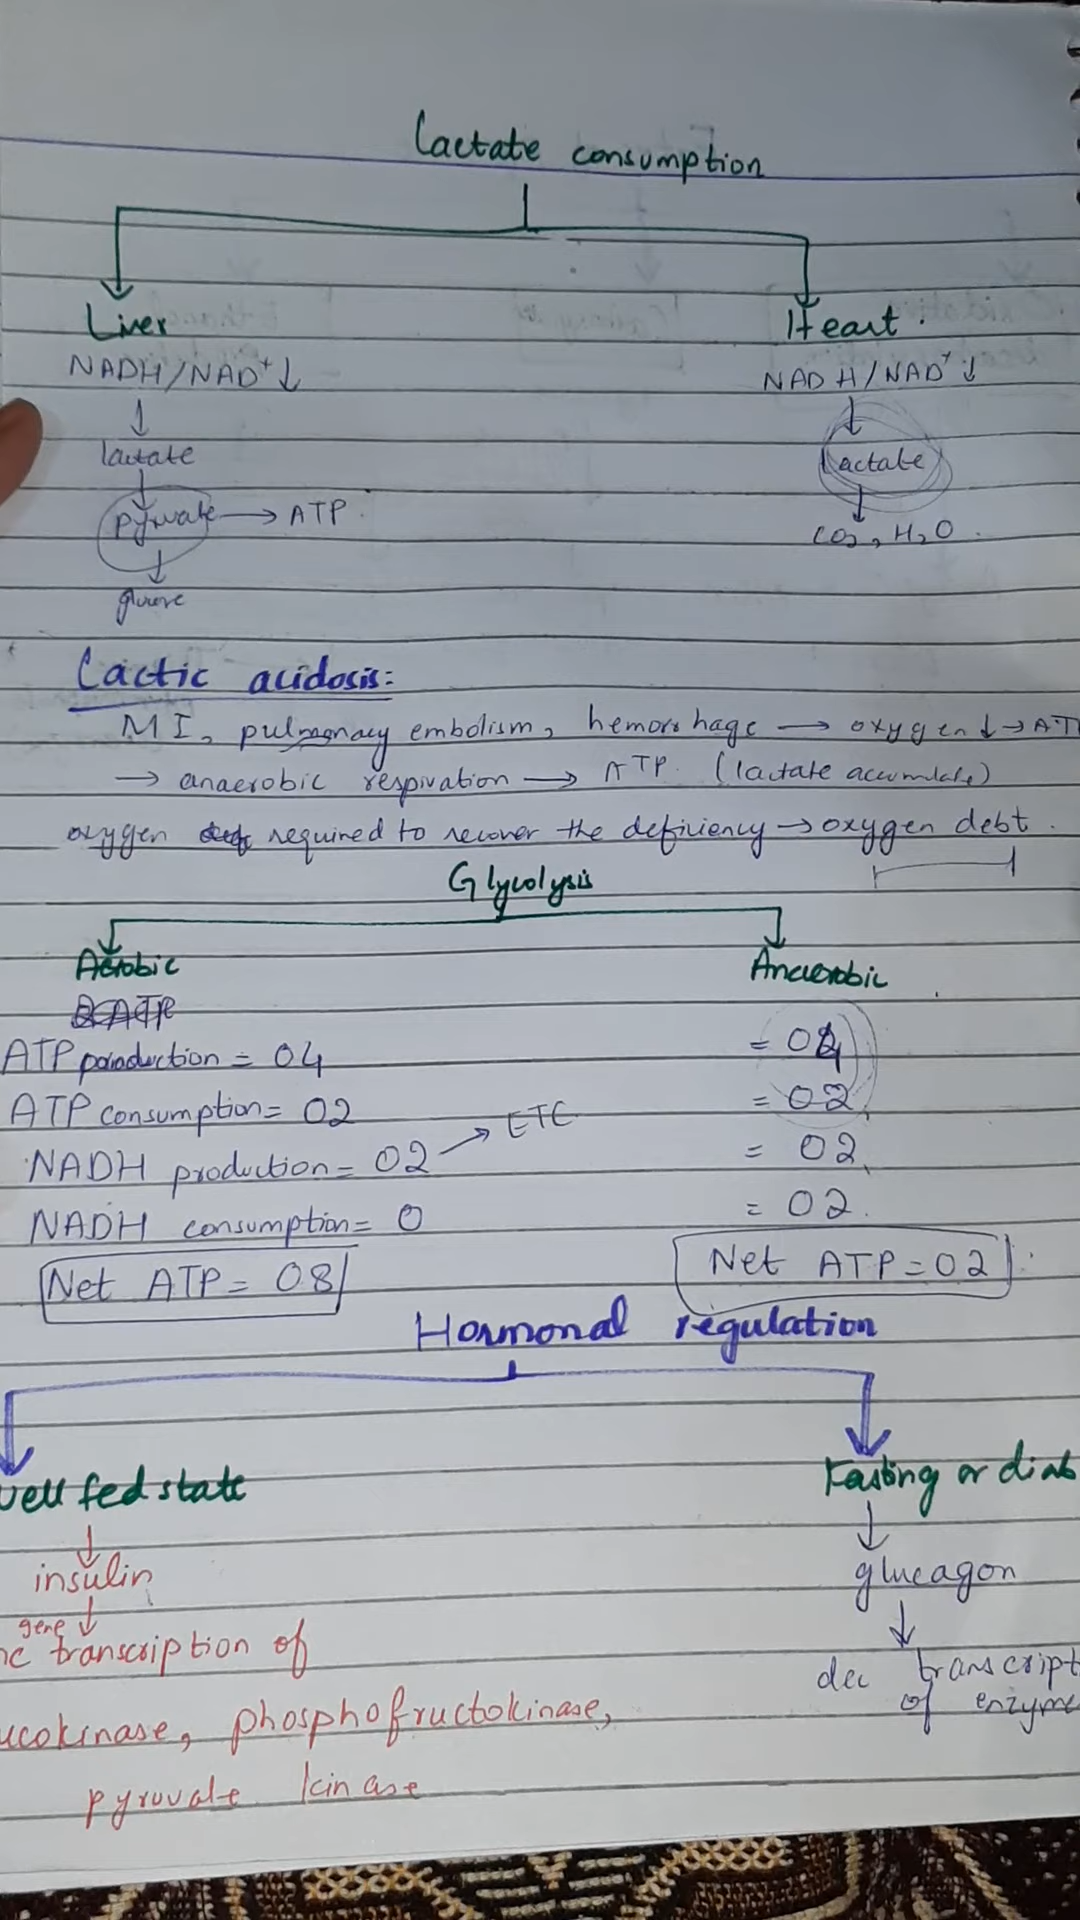 Lactate consumption
Liver
Heart.
NADH/NAD⁺↓
NADH/NAD⁺↓
↓
↓
lactate
Lactate
↓
↓
pyruvate → ATP.
CO₂, H₂O.
↓
glucose
Lactic acidosis:
MI, pulmonary embolism, hemorrhage → oxygen↓ → AT
→ anaerobic respiration → ATP. (lactate accumulate)
oxygen required to recover the deficiency → oxygen debt.
Glycolysis
Aerobic
Anaerobic
2 ATP
ATP production = 04
= 04
ATP consumption = 02
= 02
NADH production = 02 → ETC
= 02
NADH consumption = 0
= 02.
Net ATP = 08
Net ATP = 02
Hormonal regulation
well fed state
Fasting or diab
↓
↓
insulin
glucagon
gene ↓
↓
nc transcription of
dec transcript
of enzyme
ucokinase, phosphofructokinase,
pyruvate kinase